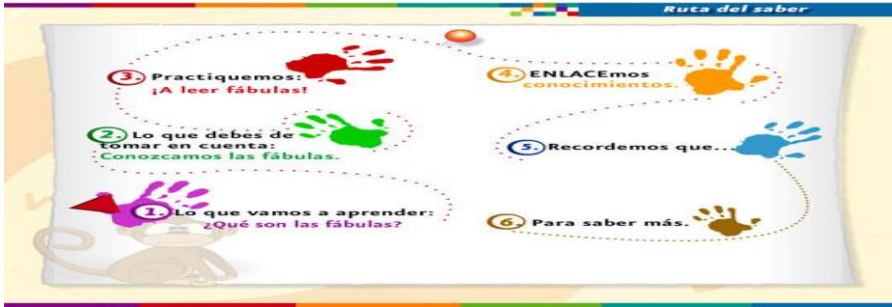 Ruta del saber
3. Practiquemos:
¡A leer fábulas!
4. ENLACEmos
conocimientos.
2. Lo que debes de
tomar en cuenta:
Conozcamos las fábulas.
5. Recordemos que...
1. Lo que vamos a aprender:
¿Qué son las fábulas?
6. Para saber más.